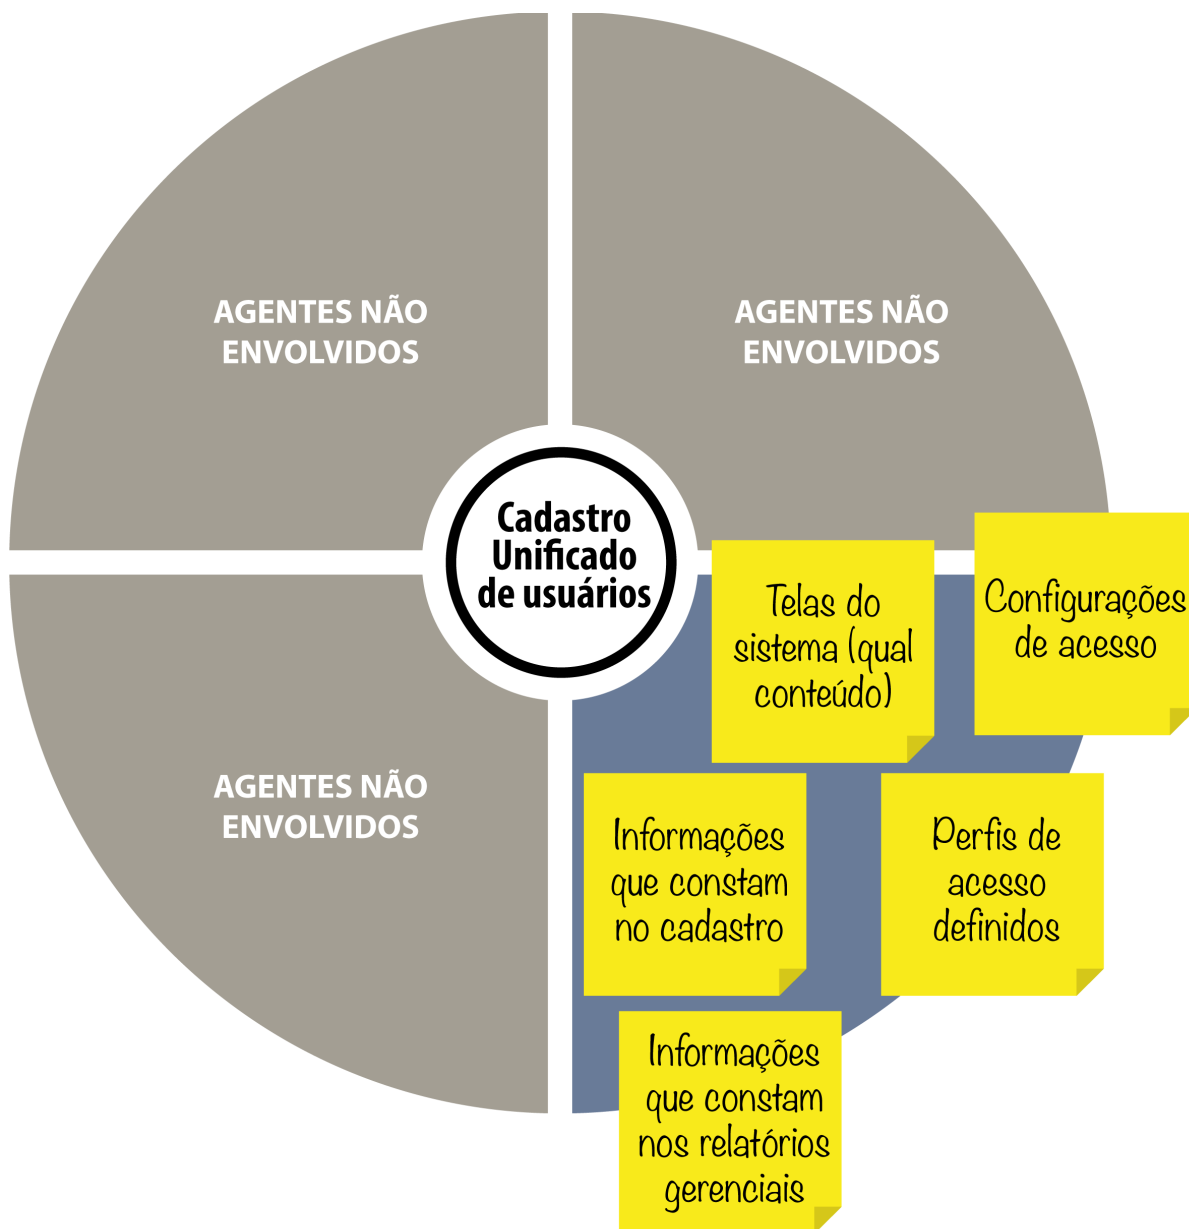 AGENTES NÃO
ENVOLVIDOS
AGENTES NÃO
ENVOLVIDOS
Cadastro
Unificado
de usuários
Telas do
sistema (qual
conteúdo)
Configurações
de acesso
AGENTES NÃO
ENVOLVIDOS
Informações
que constam
no cadastro
Perfis de
acesso
definidos
Informações
que constam
nos relatórios
gerenciais